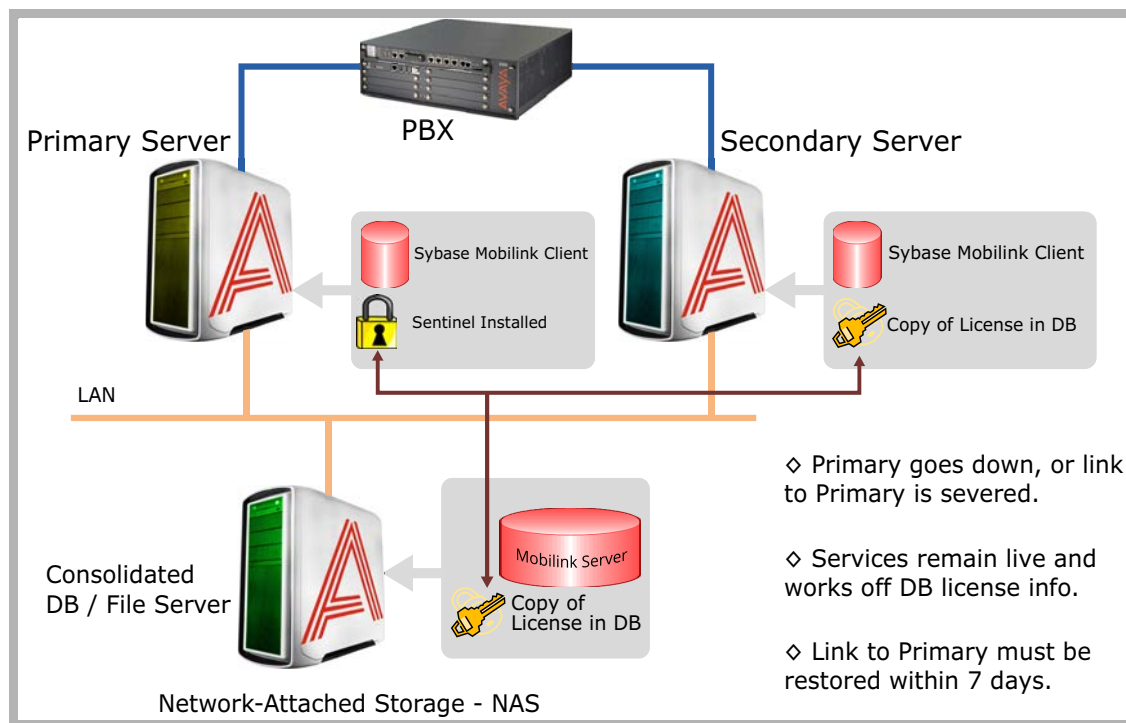 AVAYA
PBX
Primary Server
Secondary Server
Sybase Mobilink Client
Sentinel Installed
Sybase Mobilink Client
Copy of License in DB
LAN
Consolidated
DB / File Server
Mobilink Server
Copy of
License in DB
Network-Attached Storage - NAS
◊ Primary goes down, or link
to Primary is severed.
◊ Services remain live and
works off DB license info.
◊ Link to Primary must be
restored within 7 days.